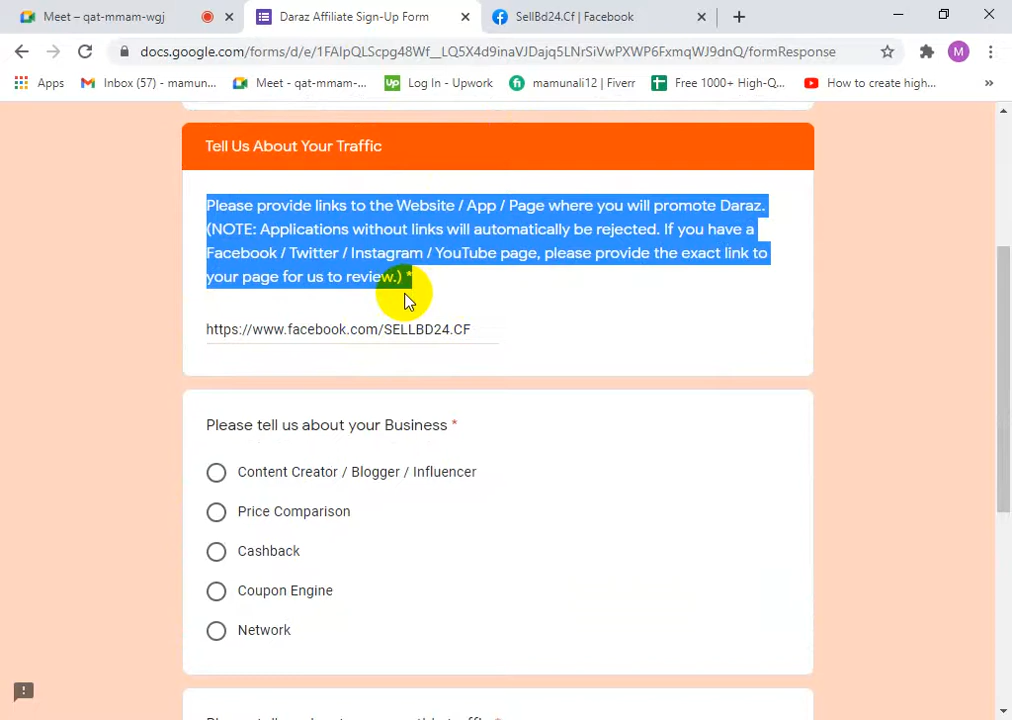 Meet – qat-mmam-wgj
Daraz Affiliate Sign-Up Form
SellBd24.Cf | Facebook
docs.google.com/forms/d/e/1FAIpQLScpg48Wf__LQ5X4d9inaVJDajq5LNrSiVwPXWP6FxmqWJ9dnQ/formResponse
M
Apps
Inbox (57) - mamun...
Meet - qat-mmam-...
up Log In - Upwork
fi mamunali12 | Fiverr
Free 1000+ High-Q...
How to create high...
»
Tell Us About Your Traffic
Please provide links to the Website / App / Page where you will promote Daraz.
(NOTE: Applications without links will automatically be rejected. If you have a
Facebook / Twitter / Instagram / YouTube page, please provide the exact link to
your page for us to review.) *
https://www.facebook.com/SELLBD24.CF
Please tell us about your Business *
Content Creator / Blogger / Influencer
Price Comparison
Cashback
Coupon Engine
Network